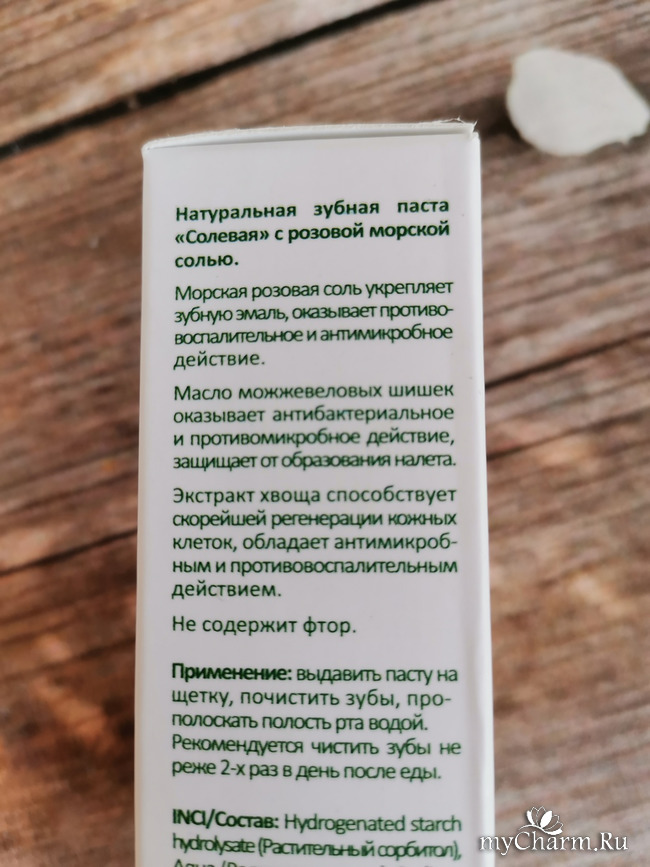 Натуральная зубная паста
«Солевая» с розовой морской
солью.
Морская розовая соль укрепляет
зубную эмаль, оказывает противо-
воспалительное и антимикробное
действие.
Масло можжевеловых шишек
оказывает антибактериальное
и противомикробное действие,
защищает от образования налета.
Экстракт хвоща способствует
скорейшей регенерации кожных
клеток, обладает антимикроб-
ным и противовоспалительным
действием.
Не содержит фтор.
Применение: выдавить пасту на
щетку, почистить зубы, про-
полоскать полость рта водой.
Рекомендуется чистить зубы не
реже 2-х раз в день после еды.
INCI/Состав: Hydrogenated starch
hydrolysate (Растительный сорбитол),
myCharm.Ru